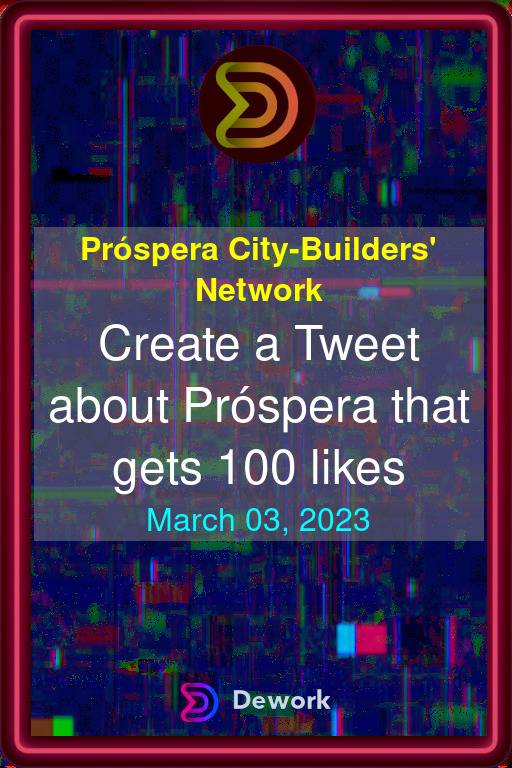 Próspera City-Builders'
Network
Create a Tweet
about Próspera that
gets 100 likes
March 03, 2023
Dework